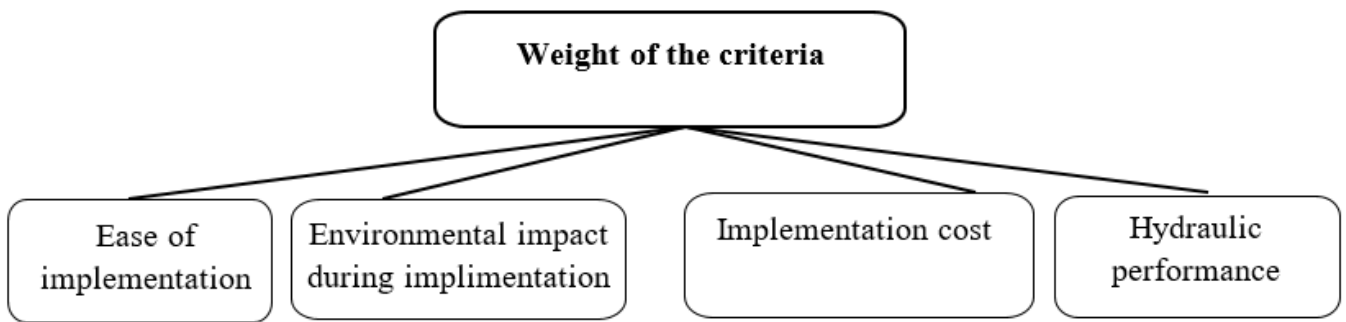 Weight of the criteria
Ease of
implementation
Environmental impact
during implimentation
Implementation cost
Hydraulic
performance